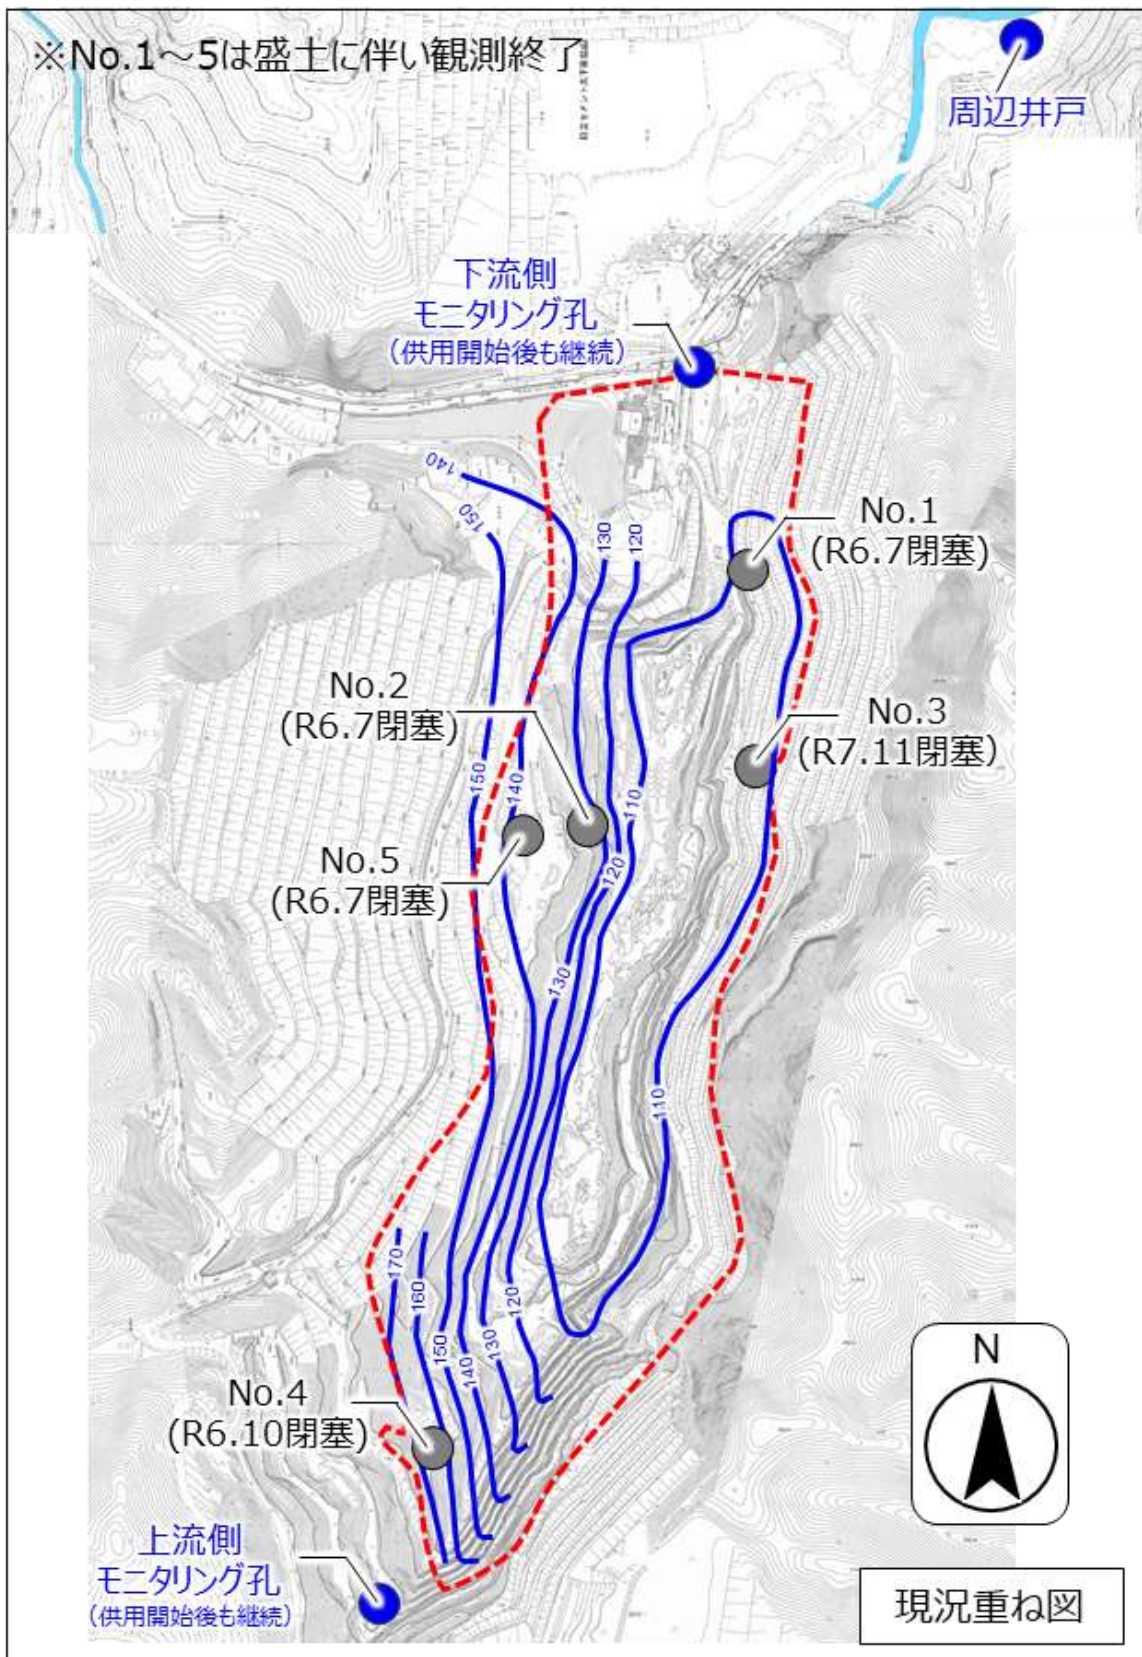 ※No.1～5は盛土に伴い観測終了
周辺井戸
下流側
モニタリング孔
(供用開始後も継続)
140
150
130
120
No.1
(R6.7閉塞)
No.2
(R6.7閉塞)
No.3
(R7.11閉塞)
150
140
110
No.5
(R6.7閉塞)
120
130
110
170
160
150
140
130
120
No.4
(R6.10閉塞)
N
上流側
モニタリング孔
(供用開始後も継続)
現況重ね図